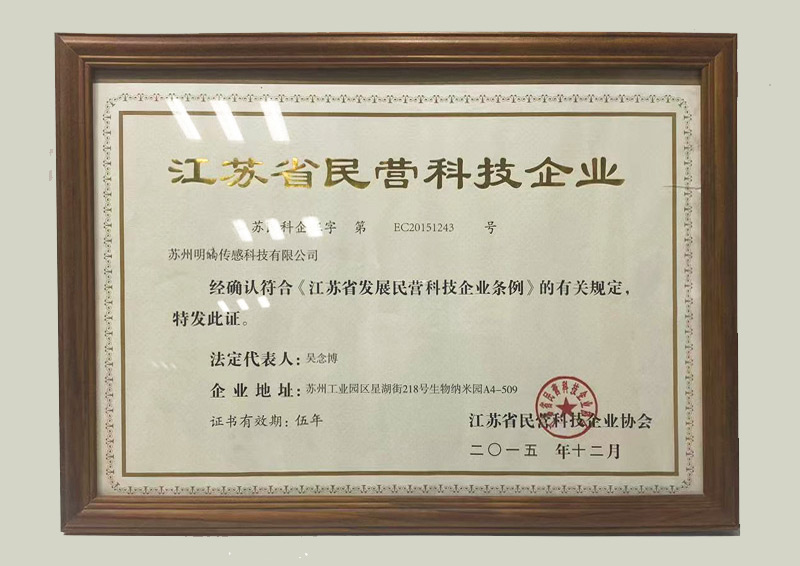 江苏省民营科技企业
苏 科企 字 第 EC20151243 号
苏州明 传感科技有限公司
经确认符合《江苏省发展民营科技企业条例》的有关规定，
特发此证。
法定代表人：吴念博
企业地址：苏州工业园区星湖街218号生物纳米园A4-509
证书有效期：伍年
江苏省民营科技企业协会
二〇一五 年十二月